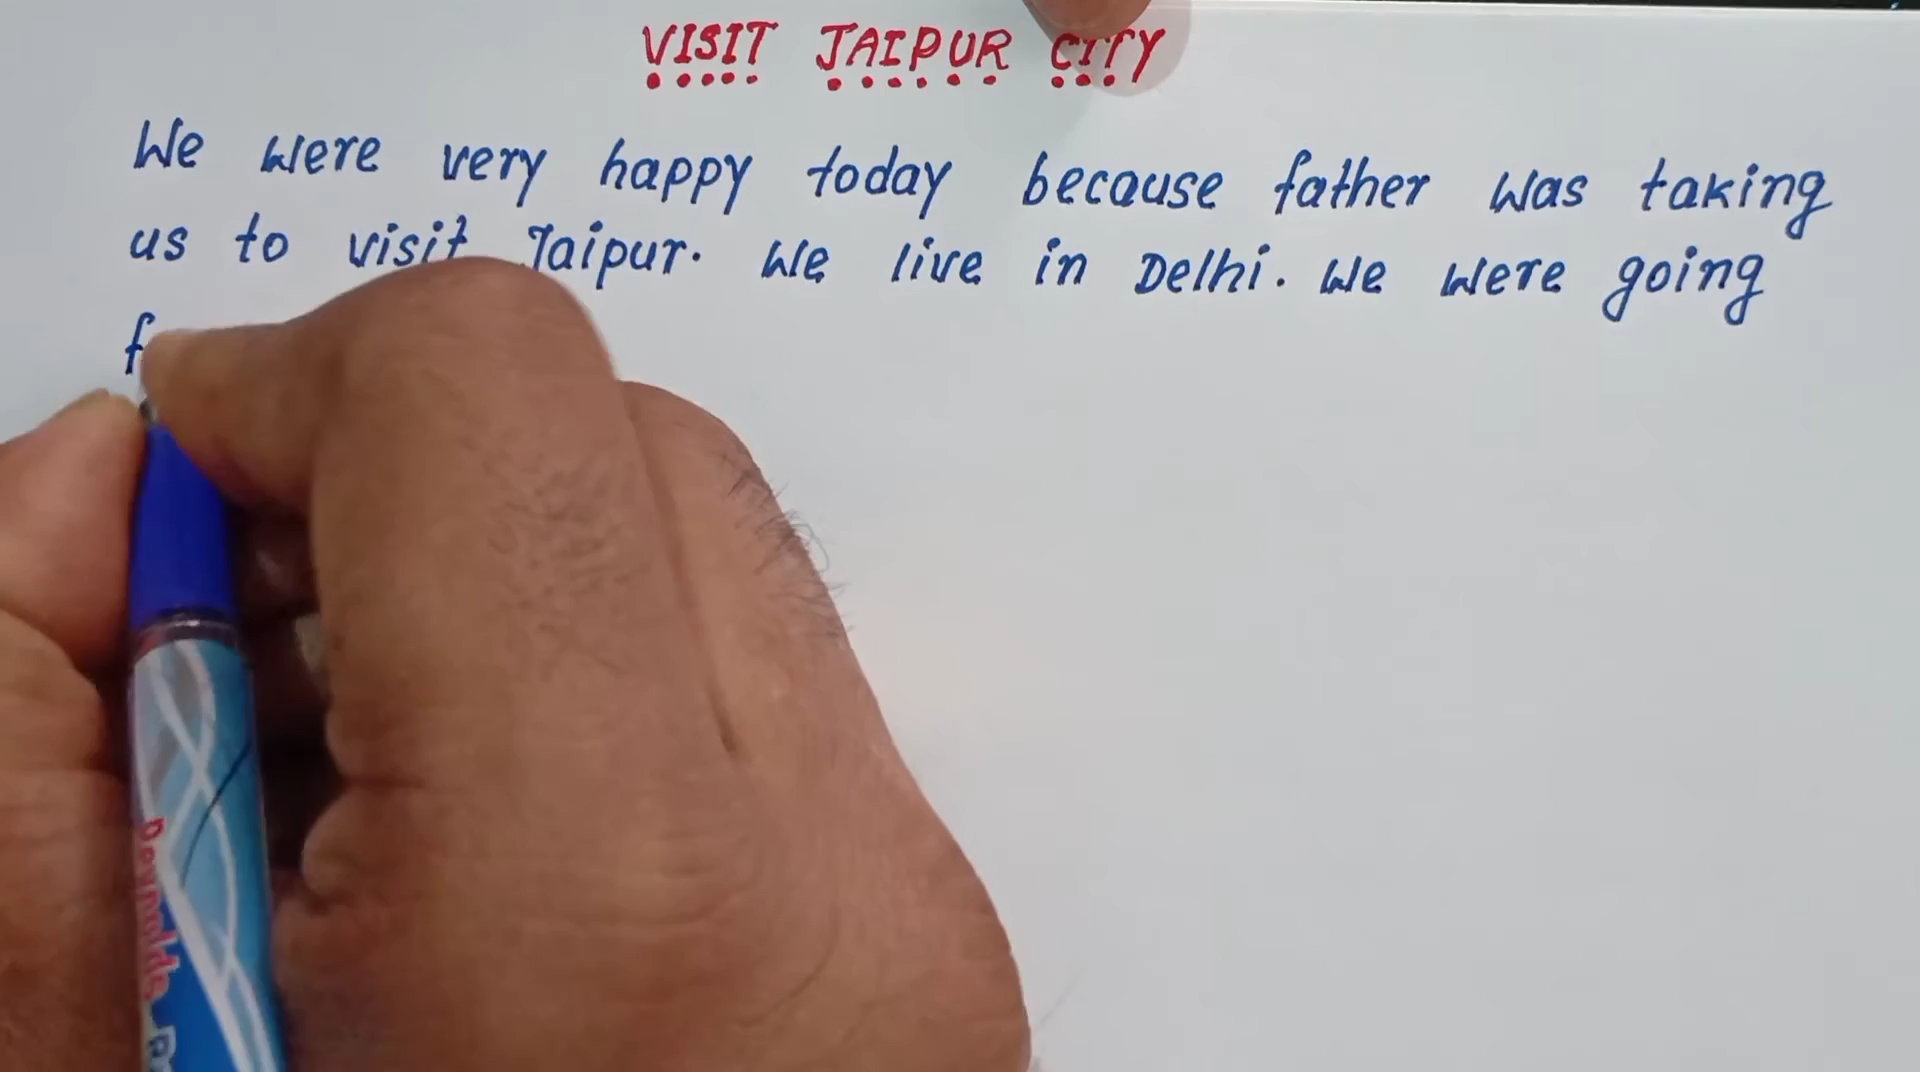 VISIT JAIPUR CITY
We were very happy today because father was taking
us to visit Jaipur. We live in Delhi. We were going
f
Reynolds